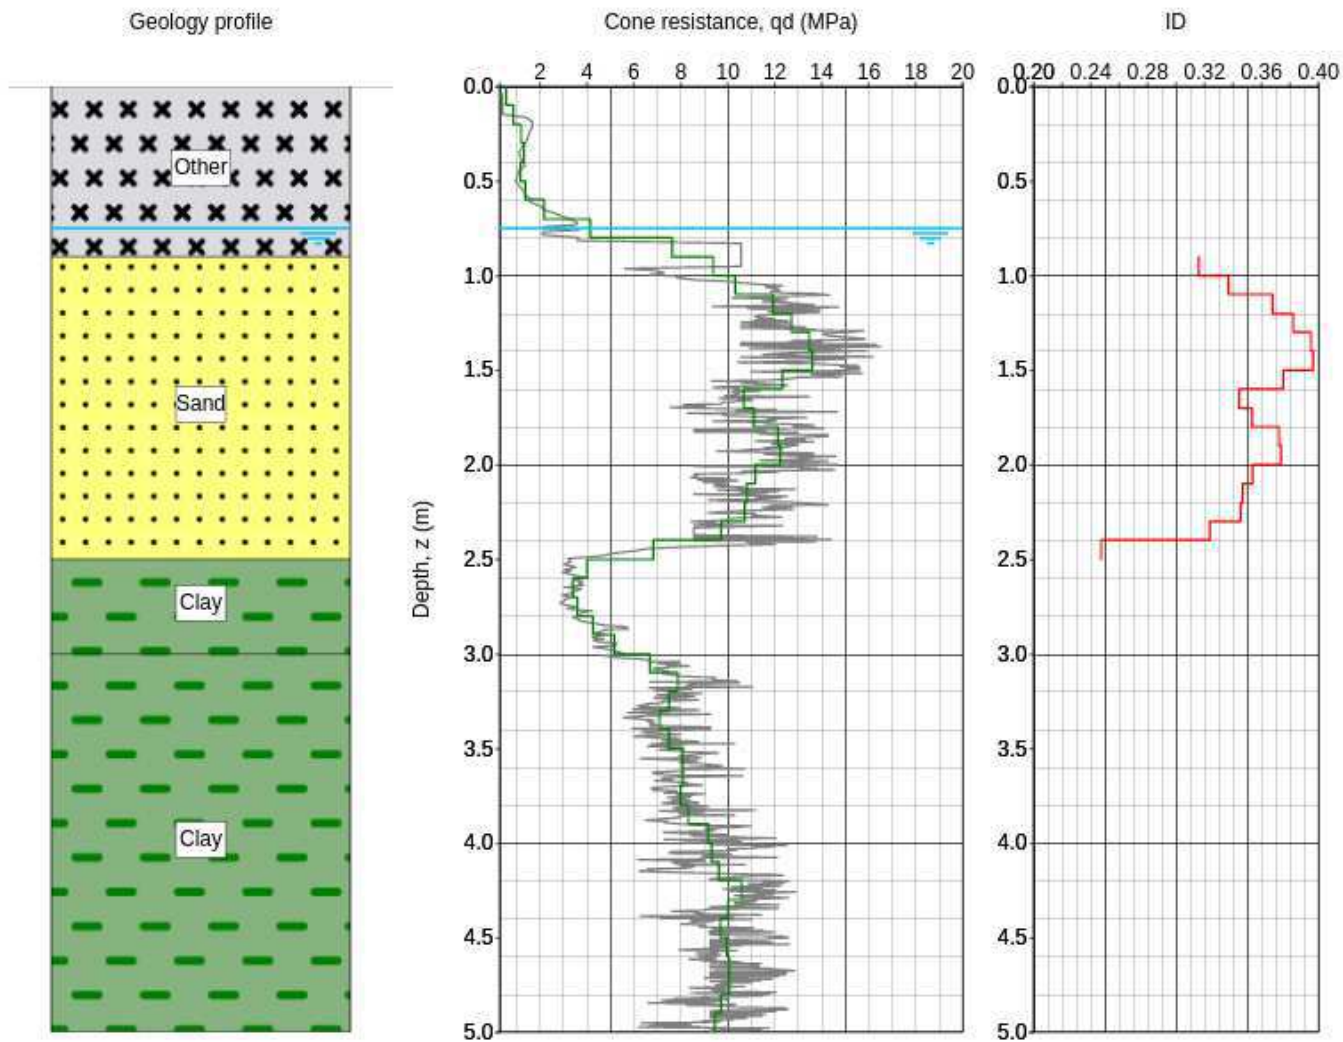 Geology profile
Cone resistance, qd (MPa)
ID
2 4 6 8 10 12 14 16 18 20
0.20 0.24 0.28 0.32 0.36 0.40
0.0 0.0
Other
0.5 0.5
1.0 1.0
Sand
1.5 1.5
2.0 2.0
Depth, z (m)
2.5 2.5
Clay
3.0 3.0
3.5 3.5
Clay
4.0 4.0
4.5 4.5
5.0 5.0